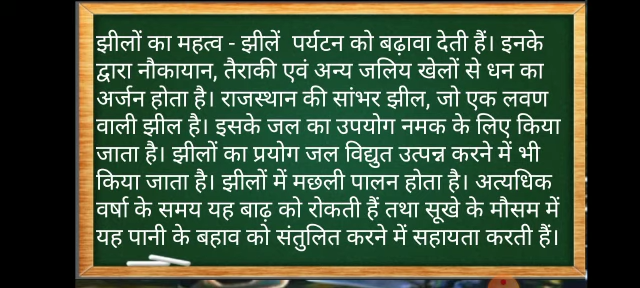 झीलों का महत्व - झीलें पर्यटन को बढ़ावा देती हैं। इनके
द्वारा नौकायान, तैराकी एवं अन्य जलिय खेलों से धन का
अर्जन होता है। राजस्थान की सांभर झील, जो एक लवण
वाली झील है। इसके जल का उपयोग नमक के लिए किया
जाता है। झीलों का प्रयोग जल विद्युत उत्पन्न करने में भी
किया जाता है। झीलों में मछली पालन होता है। अत्यधिक
वर्षा के समय यह बाढ़ को रोकती हैं तथा सूखे के मौसम में
यह पानी के बहाव को संतुलित करने में सहायता करती हैं।